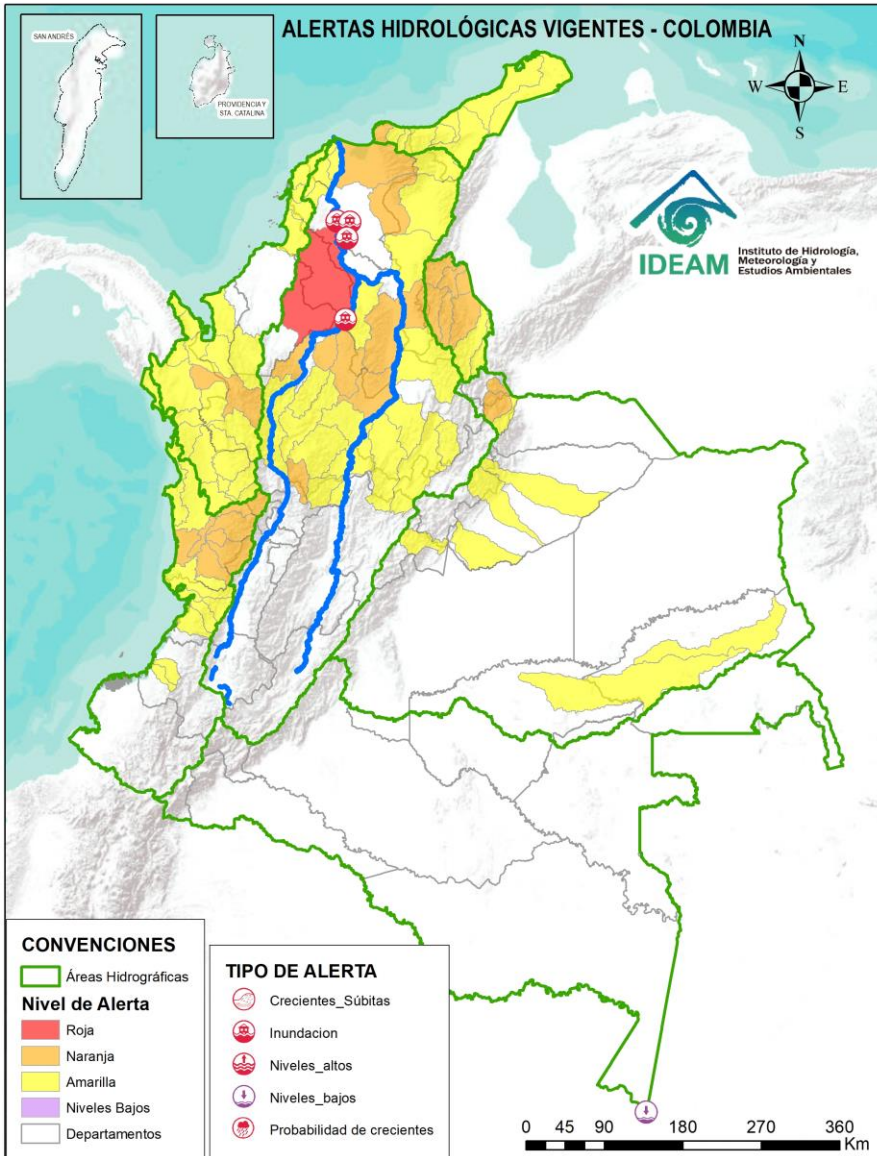 ALERTAS HIDROLÓGICAS VIGENTES - COLOMBIA
SAN ANDRÉS
PROVIDENCIA Y
STA. CATALINA
N
W
E
S
IDEAM
Instituto de Hidrología,
Meteorología y
Estudios Ambientales
CONVENCIONES
Áreas Hidrográficas
Nivel de Alerta
Roja
Naranja
Amarilla
Niveles Bajos
Departamentos
TIPO DE ALERTA
Crecientes_Súbitas
Inundacion
Niveles_altos
Niveles_bajos
Probabilidad de crecientes
0 45 90 180 270 360
Km